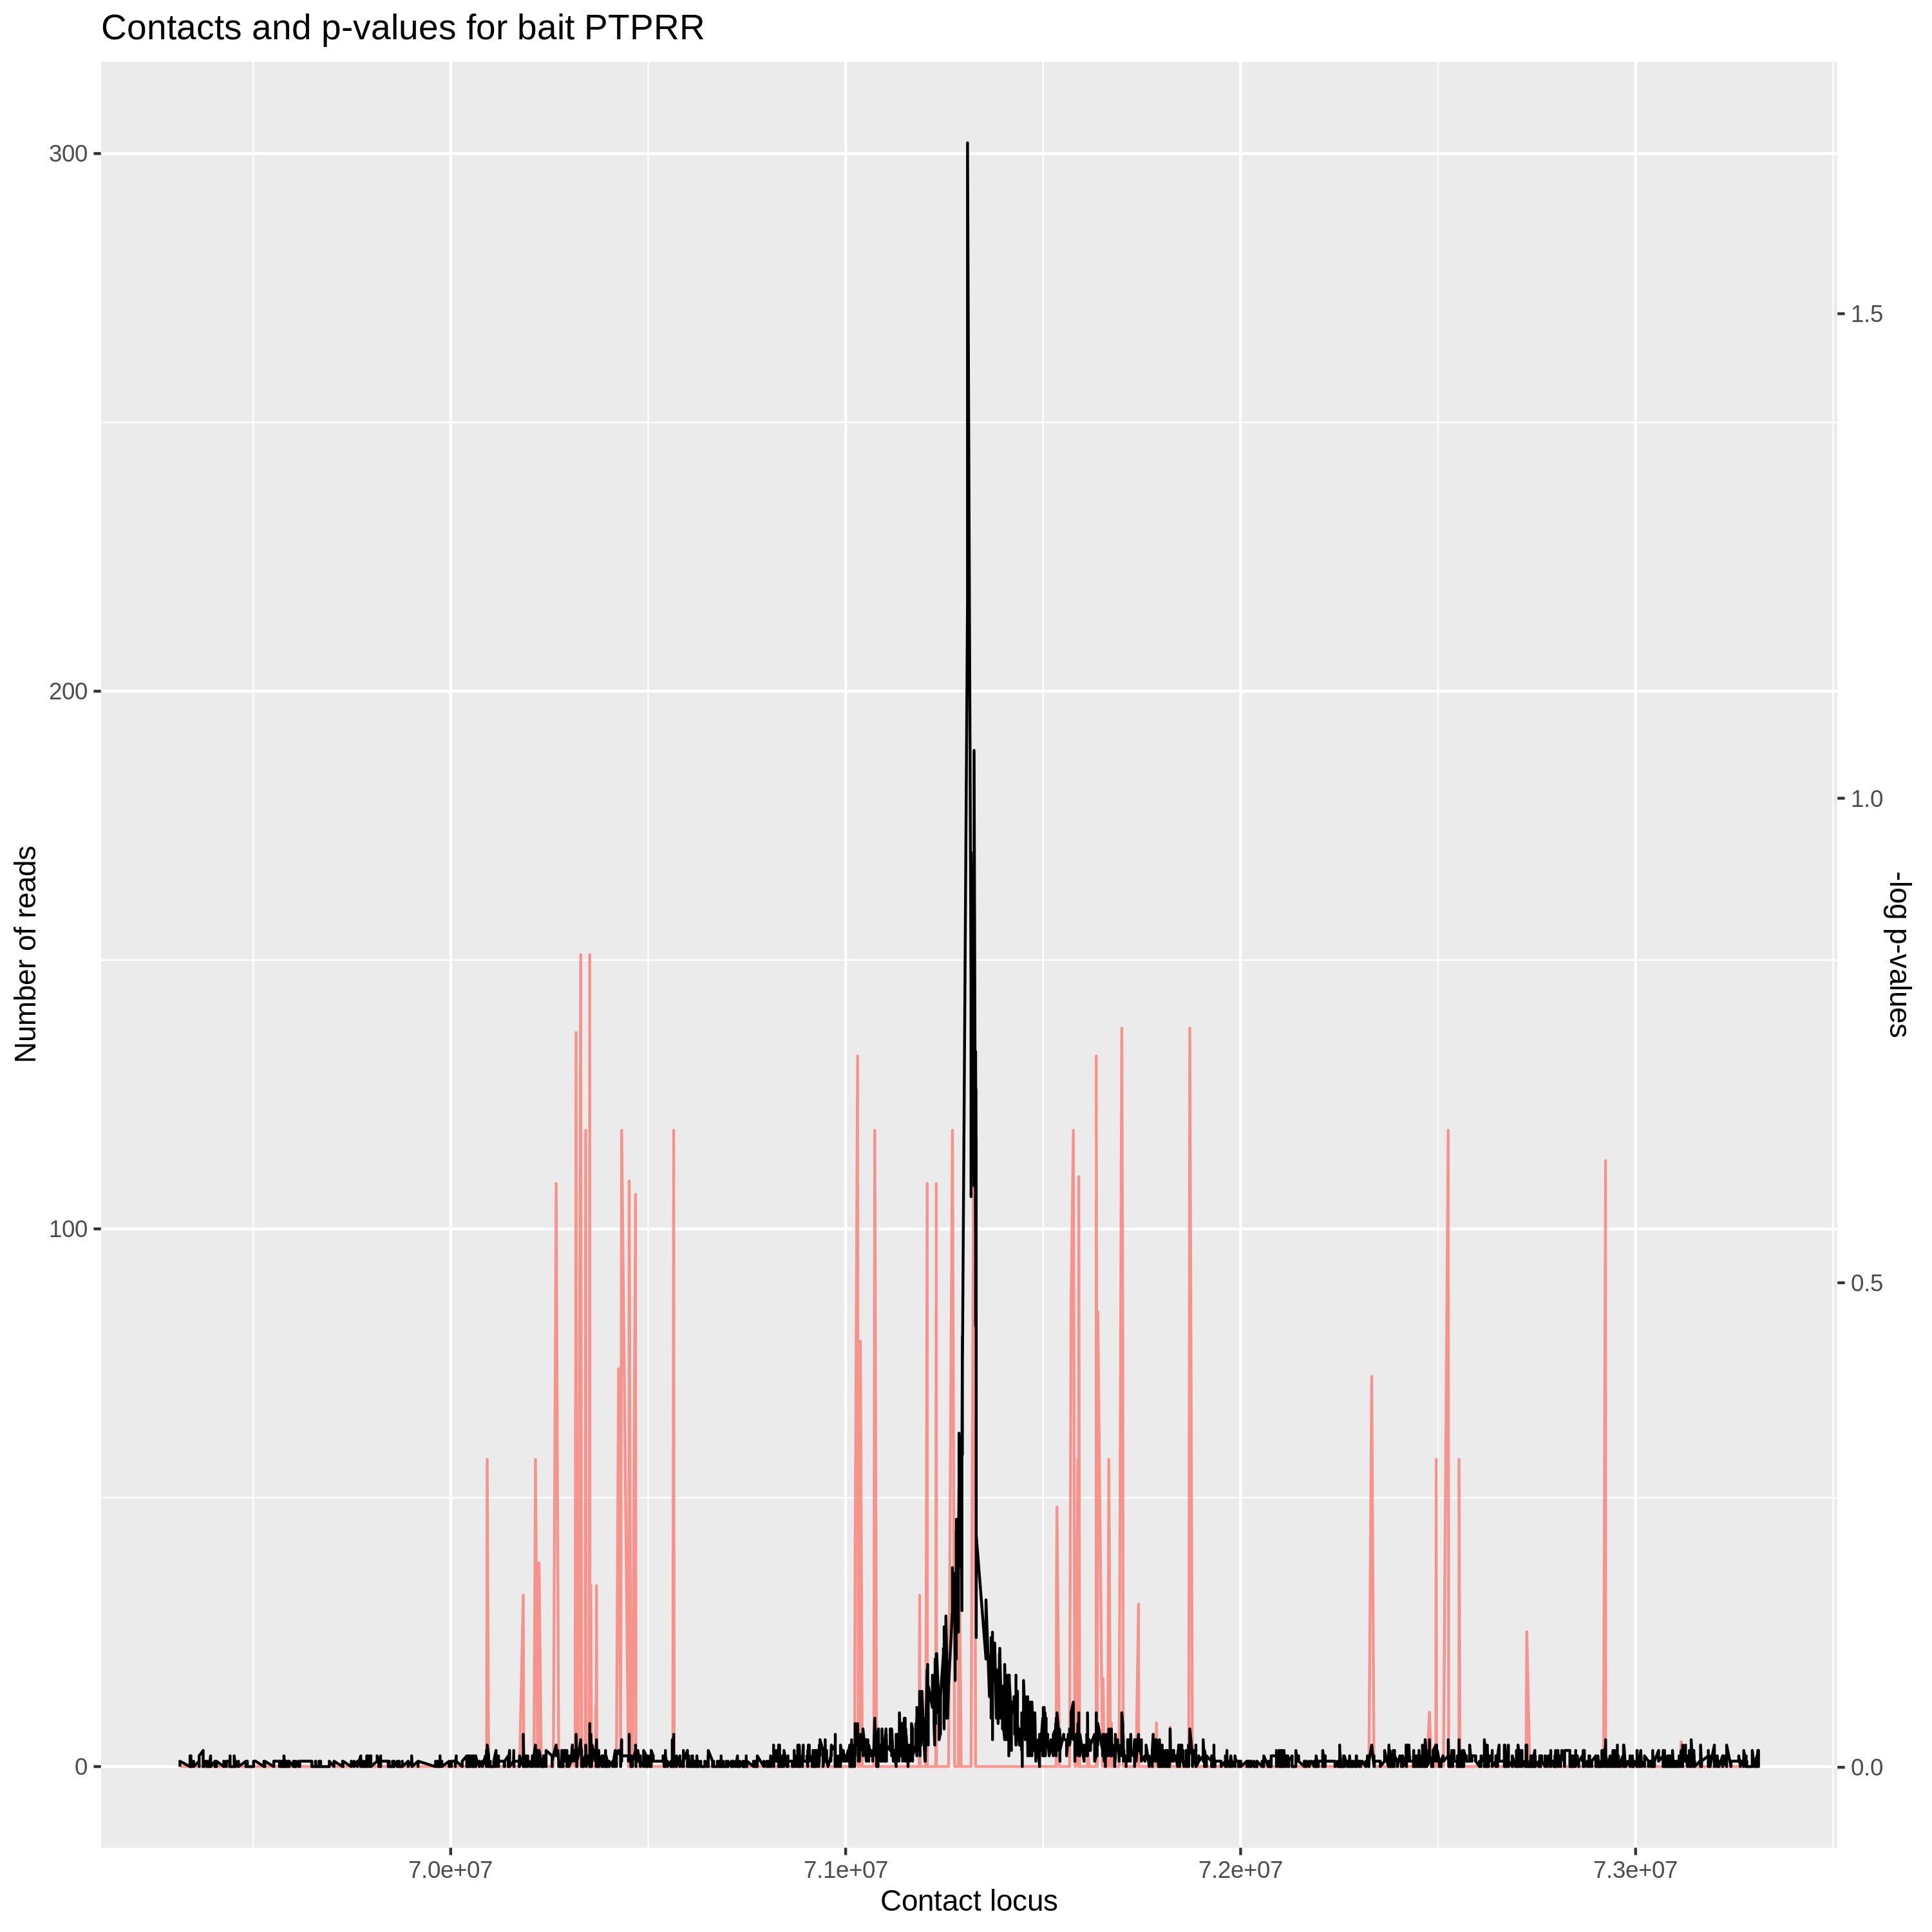 Contacts and p-values for bait PTPRR
300
200
100
0
Number of reads
1.5
1.0
0.5
0.0
-log p-values
7.0e+07 7.1e+07 7.2e+07 7.3e+07
Contact locus